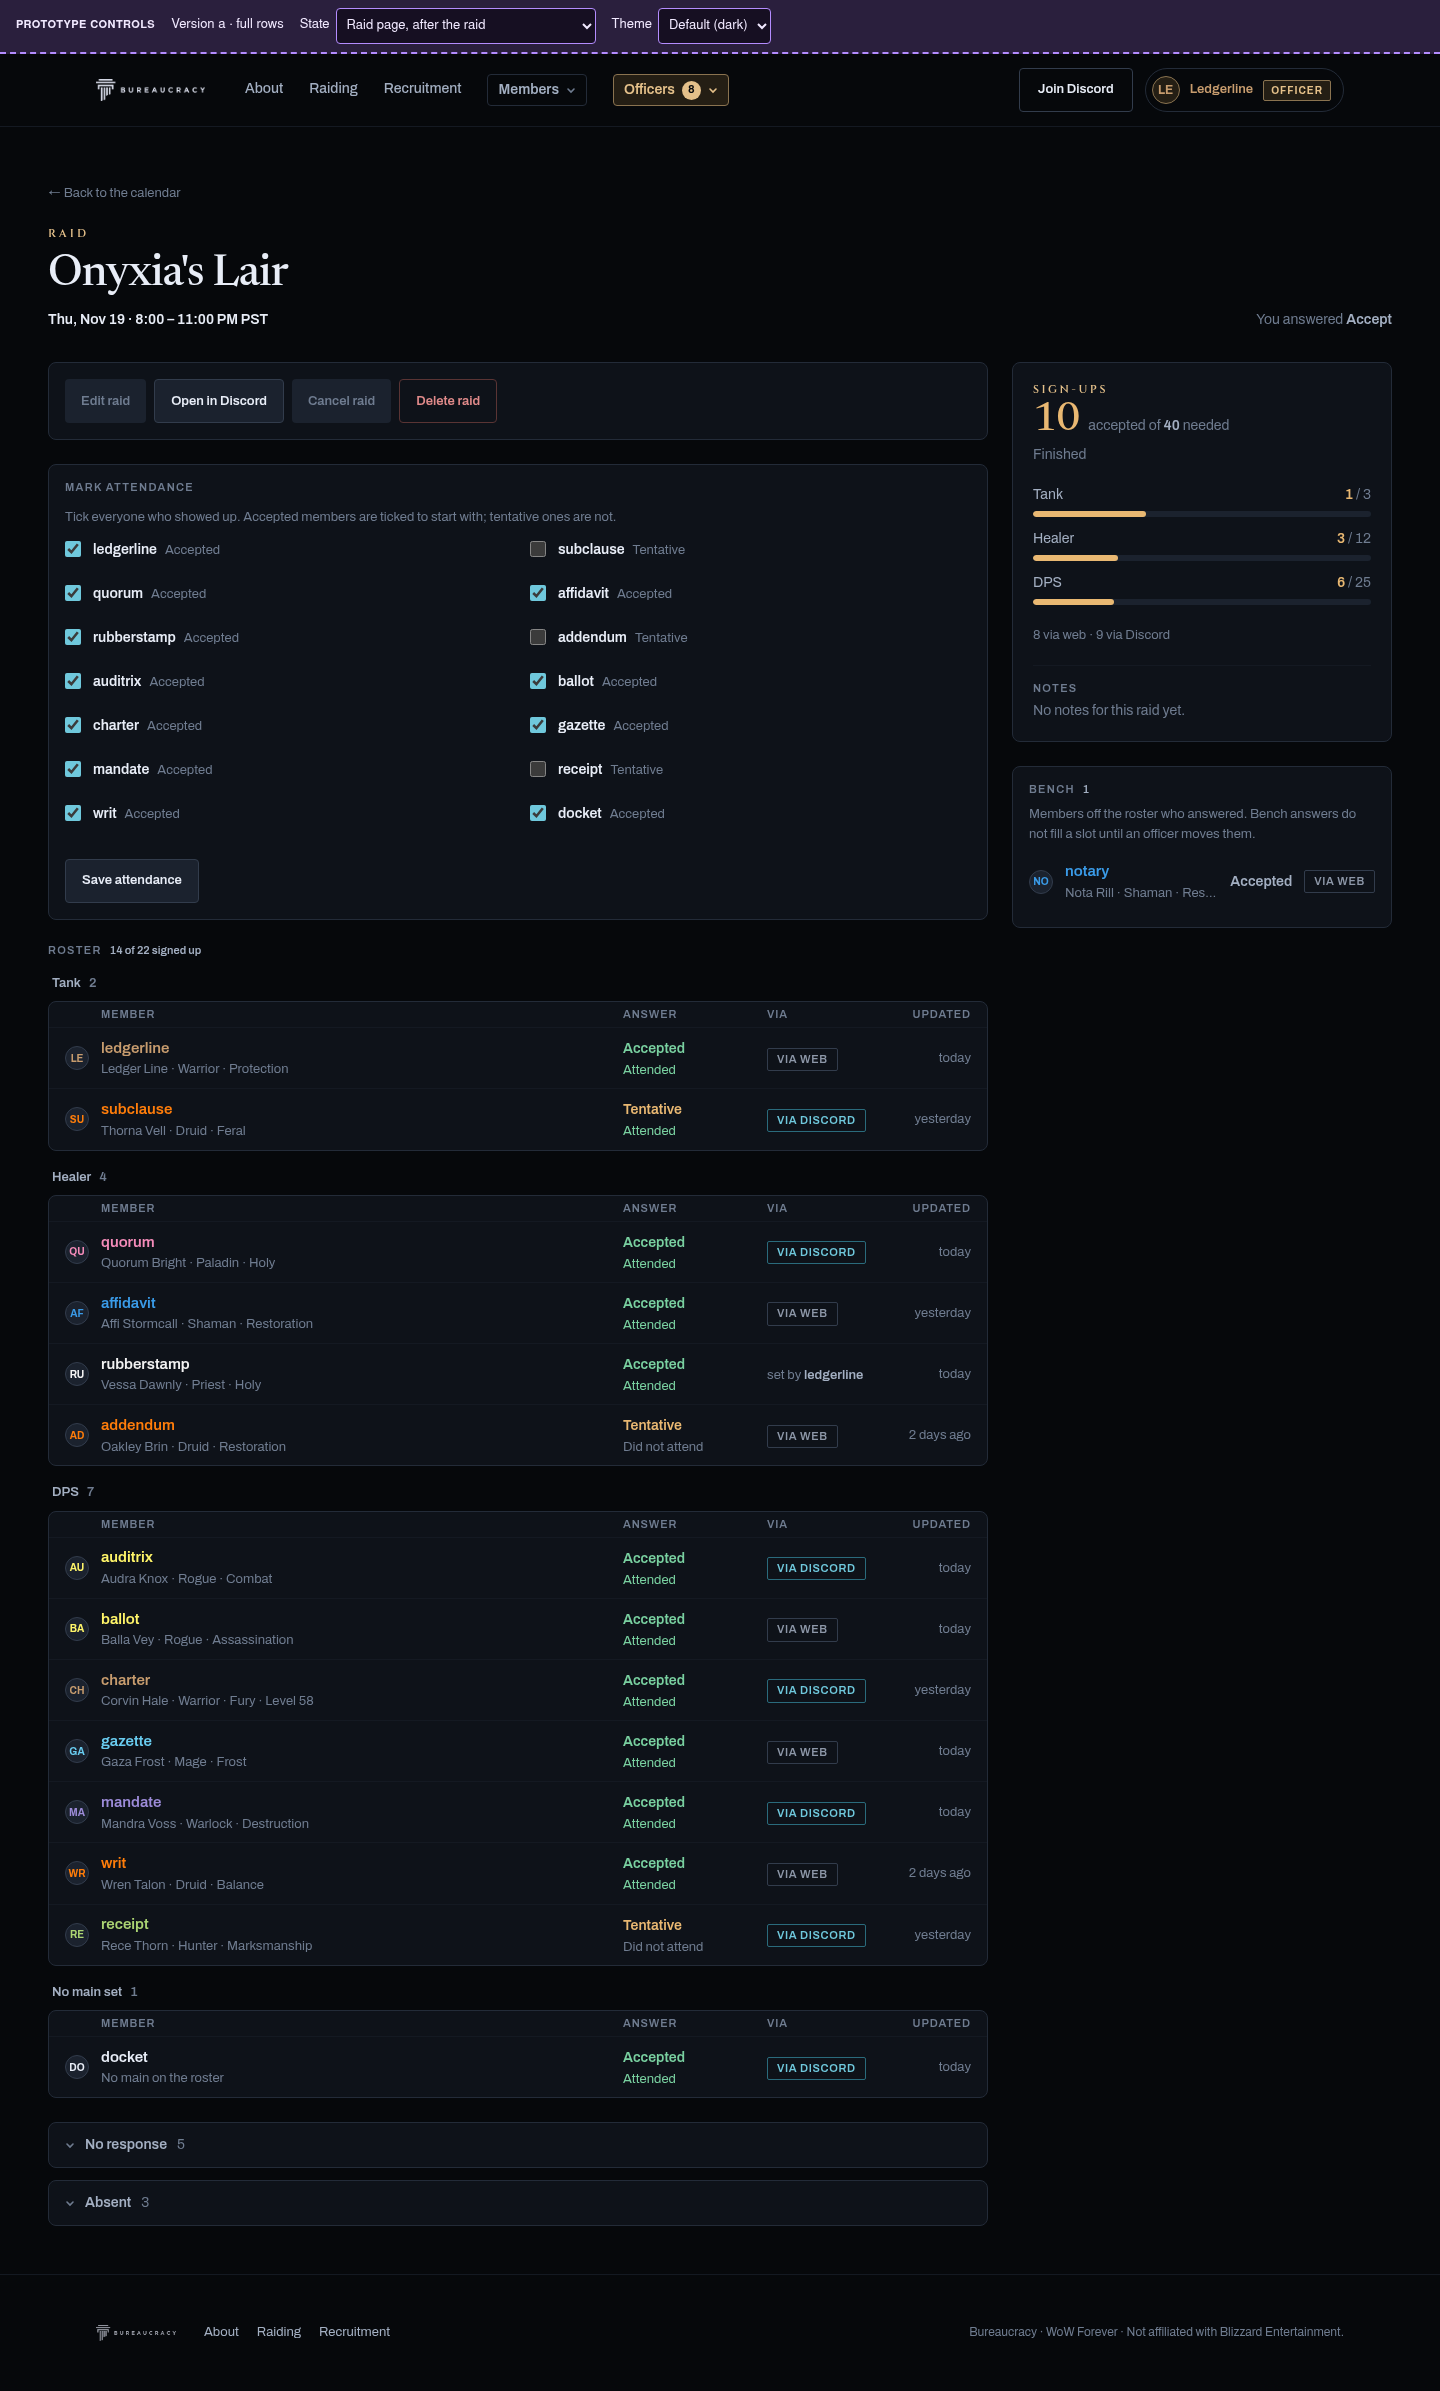 PROTOTYPE CONTROLS Version a · full rows State Raid page, after the raid Theme Default (dark)
BUREAUCRACY About Raiding Recruitment Members Officers 8 Join Discord LE Ledgerline OFFICER
← Back to the calendar
RAID
Onyxia's Lair
Thu, Nov 19 · 8:00 – 11:00 PM PST
You answered Accept
Edit raid Open in Discord Cancel raid Delete raid
MARK ATTENDANCE
Tick everyone who showed up. Accepted members are ticked to start with; tentative ones are not.
ledgerline Accepted
subclause Tentative
quorum Accepted
affidavit Accepted
rubberstamp Accepted
addendum Tentative
auditrix Accepted
ballot Accepted
charter Accepted
gazette Accepted
mandate Accepted
receipt Tentative
writ Accepted
docket Accepted
Save attendance
SIGN-UPS
10 accepted of 40 needed
Finished
Tank 1 / 3
Healer 3 / 12
DPS 6 / 25
8 via web · 9 via Discord
NOTES
No notes for this raid yet.
BENCH 1
Members off the roster who answered. Bench answers do
not fill a slot until an officer moves them.
NO notary Accepted VIA WEB
Nota Rill · Shaman · Res...
ROSTER 14 of 22 signed up
Tank 2
MEMBER ANSWER VIA UPDATED
LE ledgerline Accepted VIA WEB today
Ledger Line · Warrior · Protection Attended
SU subclause Tentative VIA DISCORD yesterday
Thorna Vell · Druid · Feral Attended
Healer 4
MEMBER ANSWER VIA UPDATED
QU quorum Accepted VIA DISCORD today
Quorum Bright · Paladin · Holy Attended
AF affidavit Accepted VIA WEB yesterday
Affi Stormcall · Shaman · Restoration Attended
RU rubberstamp Accepted set by ledgerline today
Vessa Dawnly · Priest · Holy Attended
AD addendum Tentative VIA WEB 2 days ago
Oakley Brin · Druid · Restoration Did not attend
DPS 7
MEMBER ANSWER VIA UPDATED
AU auditrix Accepted VIA DISCORD today
Audra Knox · Rogue · Combat Attended
BA ballot Accepted VIA WEB today
Balla Vey · Rogue · Assassination Attended
CH charter Accepted VIA DISCORD yesterday
Corvin Hale · Warrior · Fury · Level 58 Attended
GA gazette Accepted VIA WEB today
Gaza Frost · Mage · Frost Attended
MA mandate Accepted VIA DISCORD today
Mandra Voss · Warlock · Destruction Attended
WR writ Accepted VIA WEB 2 days ago
Wren Talon · Druid · Balance Attended
RE receipt Tentative VIA DISCORD yesterday
Rece Thorn · Hunter · Marksmanship Did not attend
No main set 1
MEMBER ANSWER VIA UPDATED
DO docket Accepted VIA DISCORD today
No main on the roster Attended
No response 5
Absent 3
BUREAUCRACY About Raiding Recruitment
Bureaucracy · WoW Forever · Not affiliated with Blizzard Entertainment.